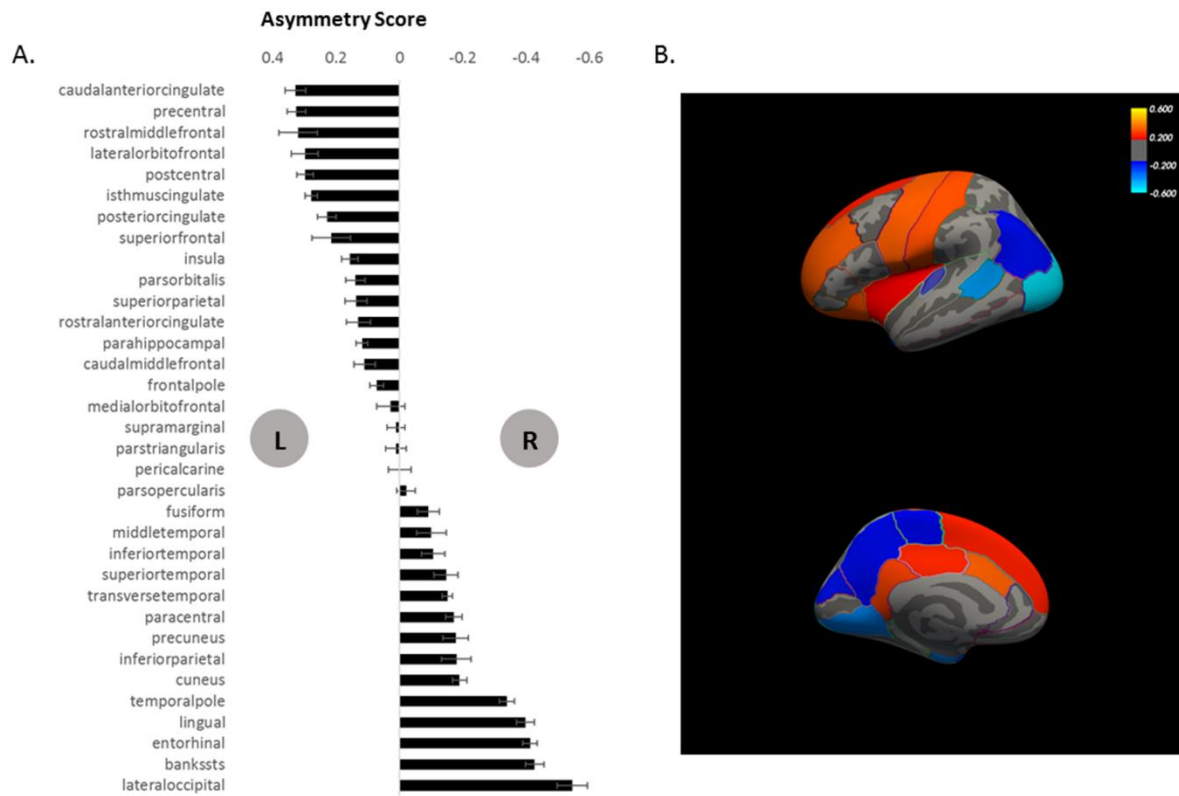 Asymmetry Score
A.
0.4 0.2 0 -0.2 -0.4 -0.6
caudalanteriorcingulate
precentral
rostralmiddlefrontal
lateralorbitofrontal
postcentral
isthmuscingulate
posteriorcingulate
superiorfrontal
insula
parsorbitalis
superiorparietal
rostralanteriorcingulate
parahippocampal
caudalmiddlefrontal
frontalpole
medialorbitofrontal
supramarginal
parstriangularis
pericalcarine
parsopercularis
fusiform
middletemporal
inferiortemporal
superiortemporal
transversetemporal
paracentral
precuneus
inferiorparietal
cuneus
temporalpole
lingual
entorhinal
bankssts
lateraloccipital
L R
B.
0.600
0.200
-0.200
-0.600